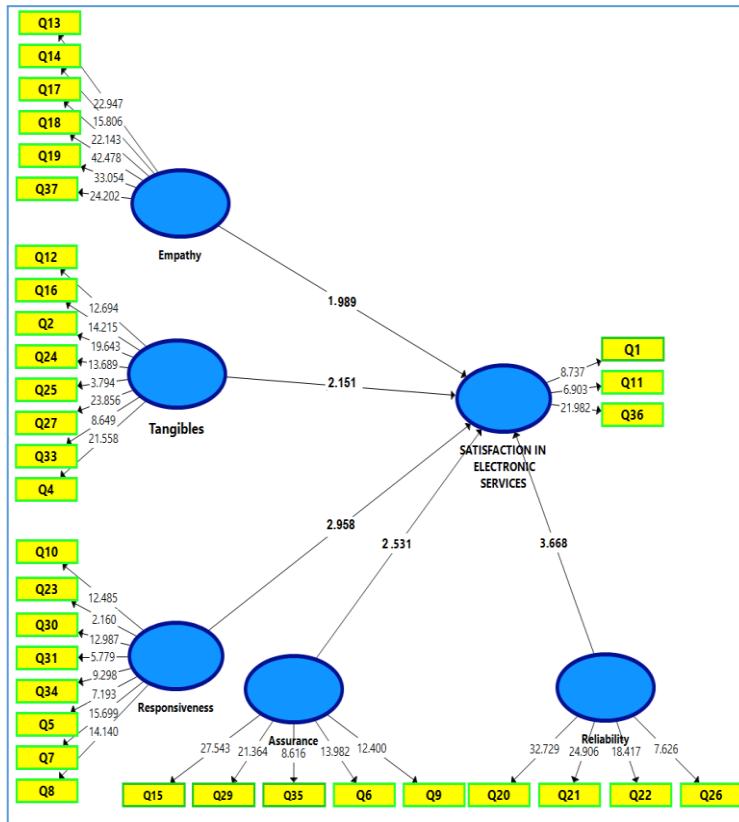 Q13
Q14
Q17
Q18
Q19
Q37
22.947
15.806
22.143
42.478
33.054
24.202
Empathy
Q12
Q16
Q2
Q24
Q25
Q27
Q33
Q4
12.694
14.215
19.643
13.689
3.794
23.856
8.649
21.558
Tangibles
1.989
2.151
Q1
Q11
Q36
8.737
6.903
21.982
SATISFACTION IN
ELECTRONIC
SERVICES
2.958
2.531
3.668
Q10
Q23
Q30
Q31
Q34
Q5
Q7
Q8
12.485
2.160
12.987
5.779
9.298
7.193
15.699
14.140
Responsiveness
Assurance
27.543
21.364
8.616
13.982
12.400
Q15
Q29
Q35
Q6
Q9
Reliability
32.729
24.906
18.417
7.626
Q20
Q21
Q22
Q26